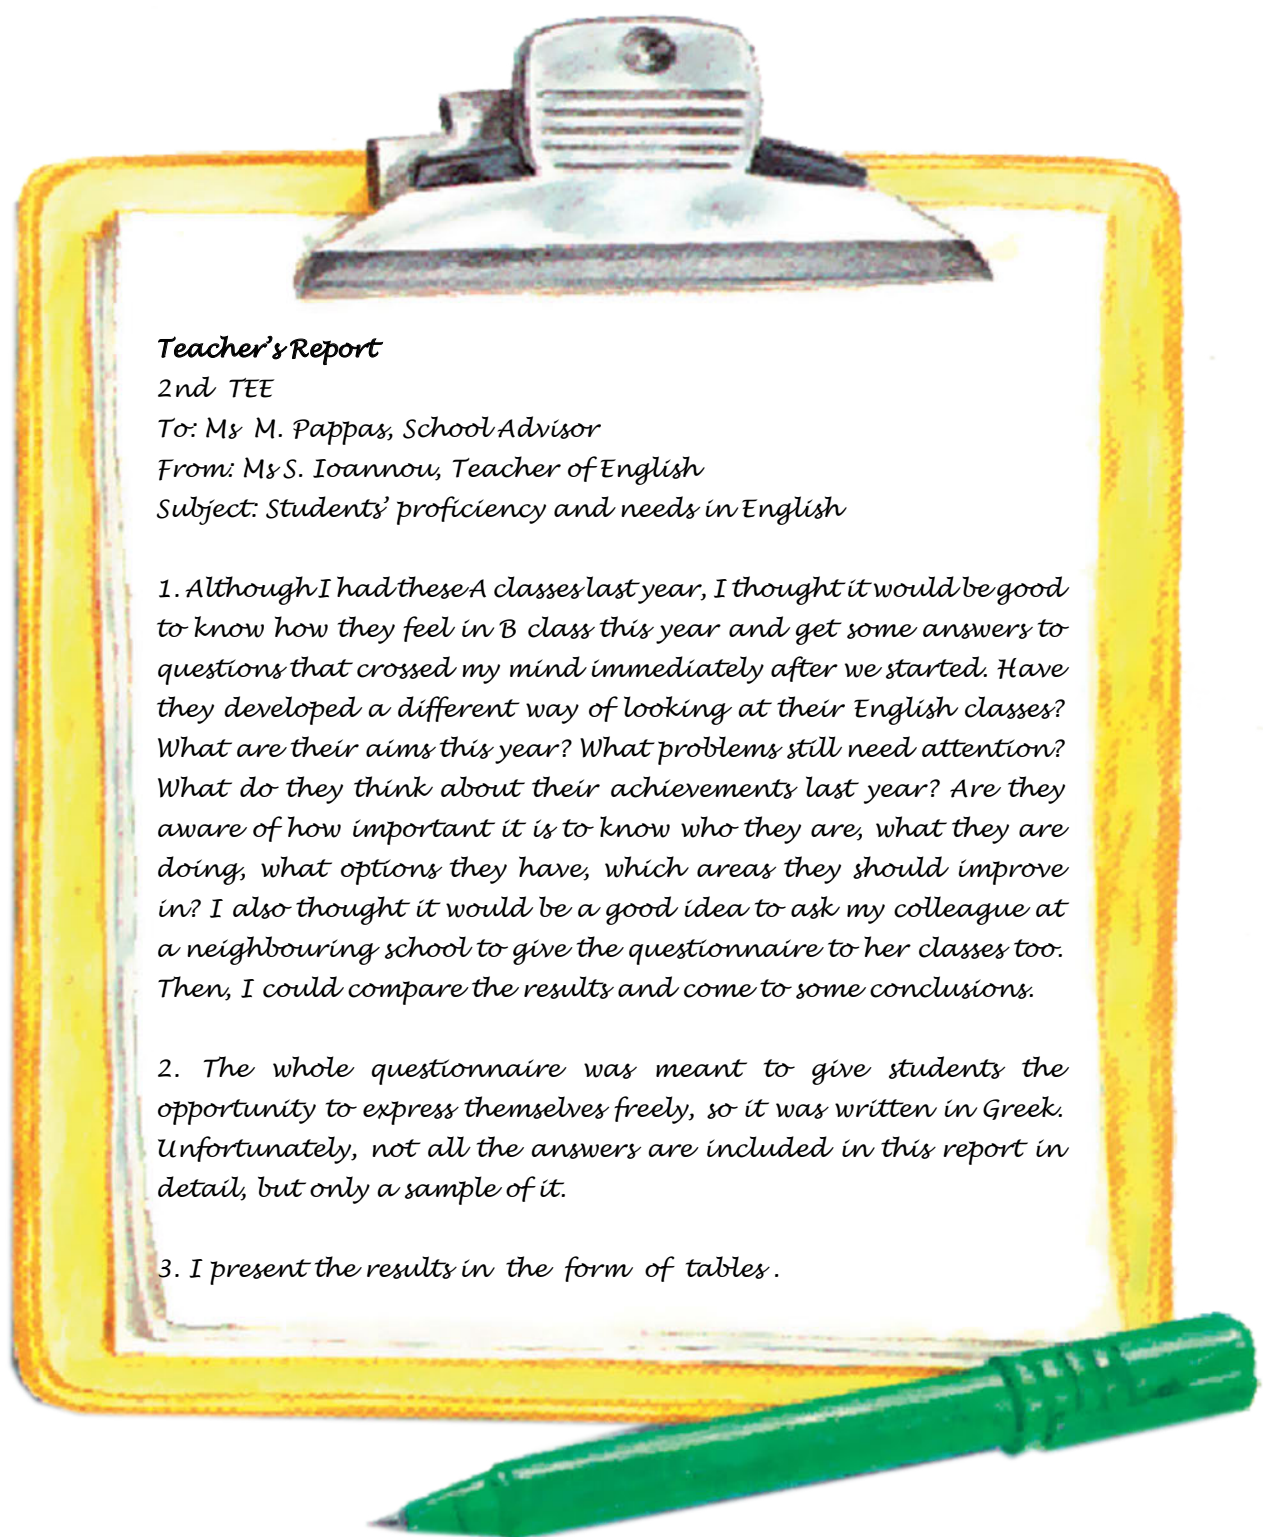 Teacher's Report
2nd TEE
To: Ms M. Pappas, School Advisor
From: Ms S. Ioannou, Teacher of English
Subject: Students' proficiency and needs in English
1. Although I had these A classes last year, I thought it would be good
to know how they feel in B class this year and get some answers to
questions that crossed my mind immediately after we started. Have
they developed a different way of looking at their English classes?
What are their aims this year? What problems still need attention?
What do they think about their achievements last year? Are they
aware of how important it is to know who they are, what they are
doing, what options they have, which areas they should improve
in? I also thought it would be a good idea to ask my colleague at
a neighbouring school to give the questionnaire to her classes too.
Then, I could compare the results and come to some conclusions.
2. The whole questionnaire was meant to give students the
opportunity to express themselves freely, so it was written in Greek.
Unfortunately, not all the answers are included in this report in
detail, but only a sample of it.
3. I present the results in the form of tables .